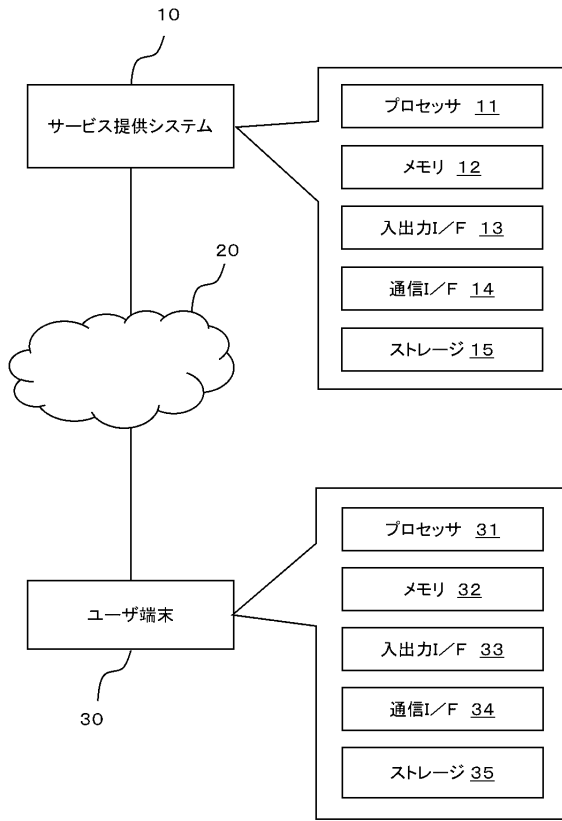 10
サービス提供システム
プロセッサ 11
メモリ 12
入出力I/F 13
通信I/F 14
ストレージ 15
20
ユーザ端末
30
プロセッサ 31
メモリ 32
入出力I/F 33
通信I/F 34
ストレージ 35